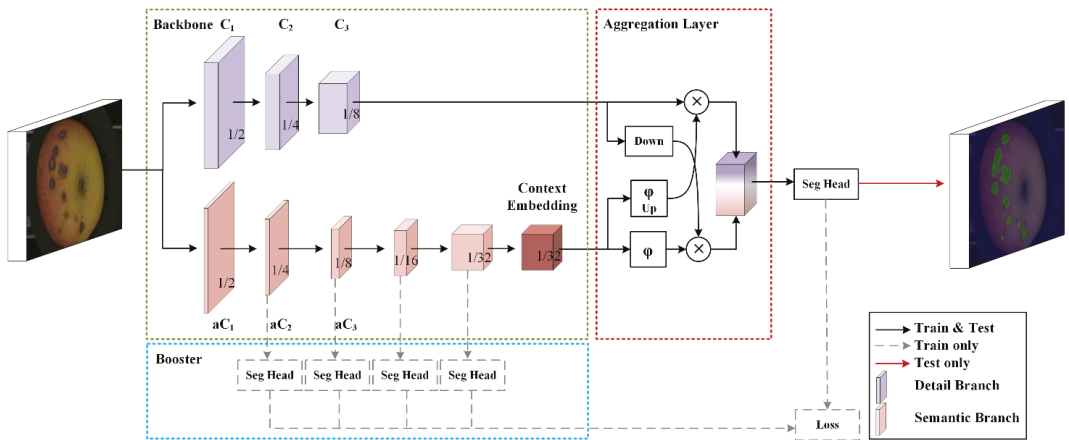 Backbone
C₁
C₂
C₃
Aggregation Layer
1/2
1/4
1/8
Down
φ
Up
φ
Seg Head
Context
Embedding
1/2
1/4
1/8
1/16
1/32
1/32
aC₁
aC₂
aC₃
Booster
Seg Head
Seg Head
Seg Head
Seg Head
Loss
Train & Test
Train only
Test only
Detail Branch
Semantic Branch